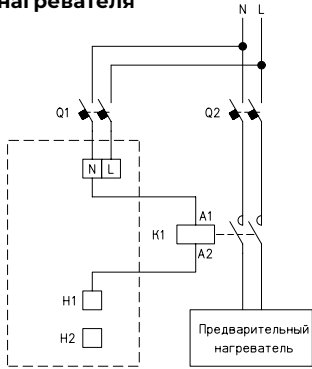 нагревателя
N L
Q1
Q2
N L
A1
K1
A2
H1
H2
Предварительный
нагреватель